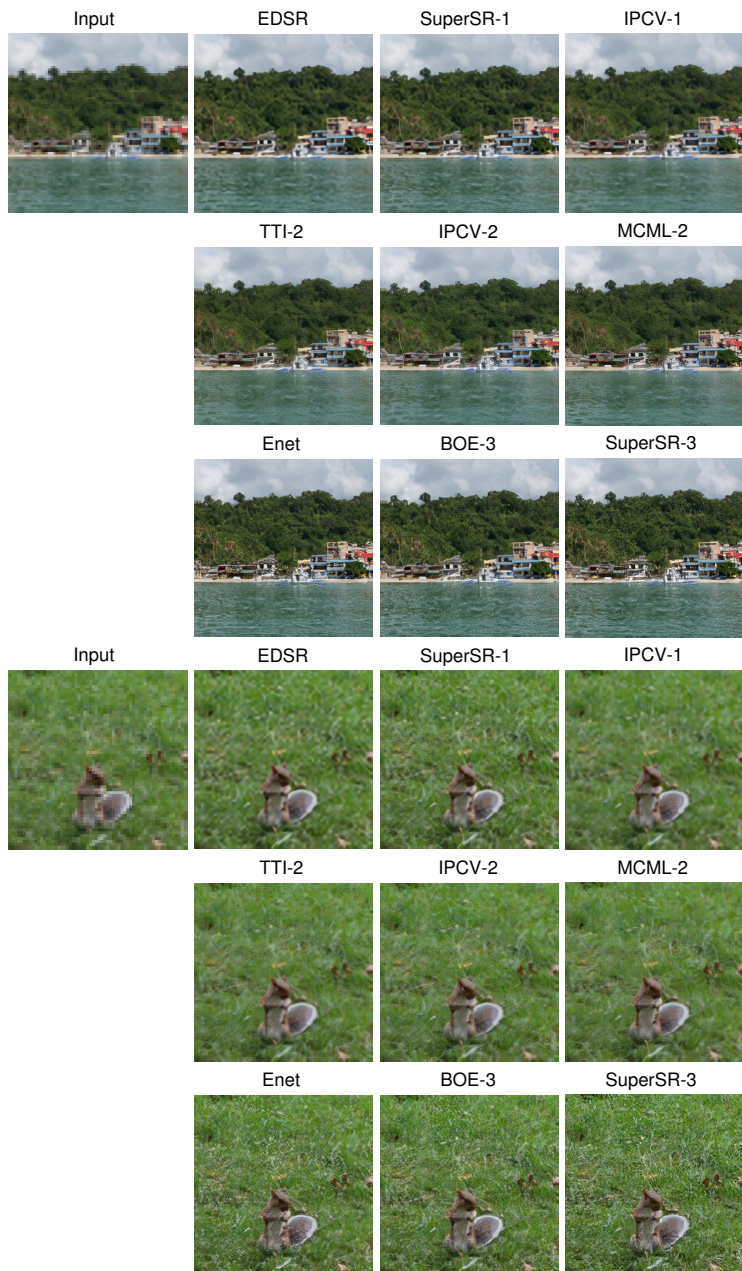 Input EDSR SuperSR-1 IPCV-1
TTI-2 IPCV-2 MCML-2
Enet BOE-3 SuperSR-3
Input EDSR SuperSR-1 IPCV-1
TTI-2 IPCV-2 MCML-2
Enet BOE-3 SuperSR-3